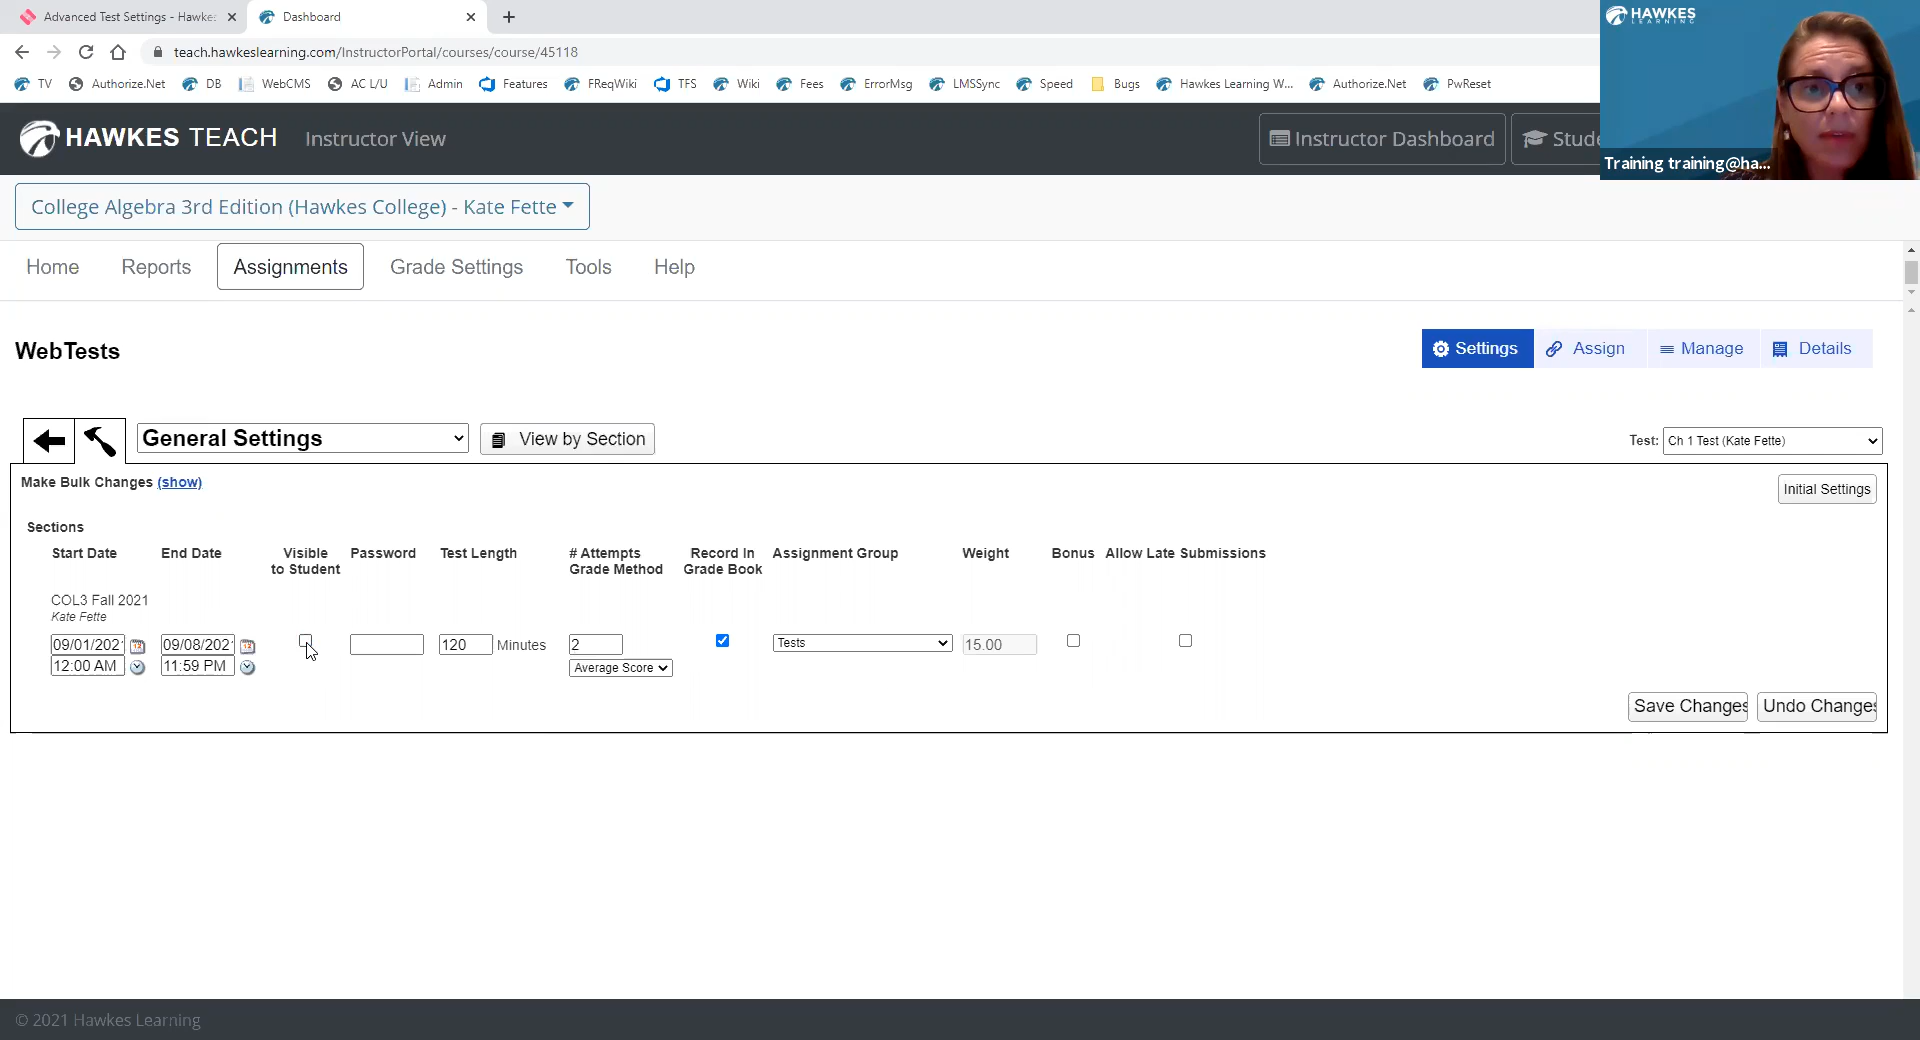 Advanced Test Settings - Hawkes
Dashboard
teach.hawkeslearning.com/InstructorPortal/courses/course/45118
TV
Authorize.Net
DB
WebCMS
AC L/U
Admin
Features
FReqWiki
TFS
Wiki
Fees
ErrorMsg
LMSSync
Speed
Bugs
Hawkes Learning W...
Authorize.Net
PwReset
HAWKES
LEARNING
Training training@ha...
HAWKES TEACH
Instructor View
Instructor Dashboard
Stude
College Algebra 3rd Edition (Hawkes College) - Kate Fette
Home
Reports
Assignments
Grade Settings
Tools
Help
WebTests
Settings
Assign
Manage
Details
General Settings
View by Section
Test:
Ch 1 Test (Kate Fette)
Make Bulk Changes (show)
Initial Settings
Sections
Start Date
End Date
Visible
to Student
Password
Test Length
# Attempts
Grade Method
Record In
Grade Book
Assignment Group
Weight
Bonus
Allow Late Submissions
COL3 Fall 2021
Kate Fette
09/01/202
12
09/08/202
12
120
Minutes
2
Tests
15.00
12:00 AM
11:59 PM
Average Score
Save Changes
Undo Changes
© 2021 Hawkes Learning